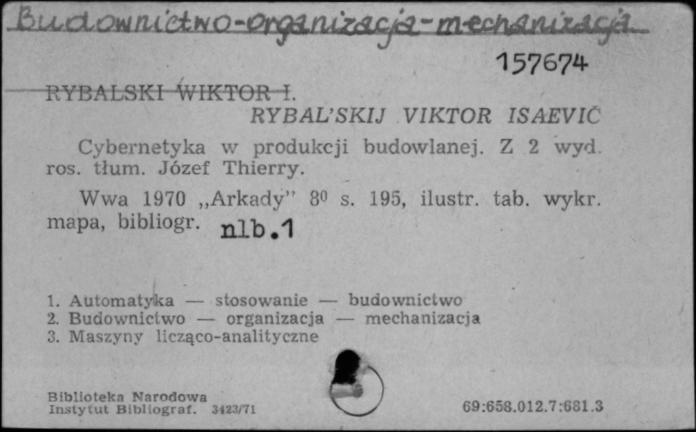 Budownictwo-organizacja-mechanizacja
157674
RYBALSKI WIKTOR I.
RYBAL'SKIJ VIKTOR ISAEVIČ
Cybernetyka w produkcji budowlanej. Z 2 wyd.
ros. tłum. Józef Thierry.
Wwa 1970 „Arkady” 8⁰ s. 195, ilustr. tab. wykr.
mapa, bibliogr. nlb.1
1. Automatyka — stosowanie — budownictwo
2. Budownictwo — organizacja — mechanizacja
3. Maszyny licząco-analityczne
Biblioteka Narodowa
Instytut Bibliograf. 3423/71
69:658.012.7:681.3